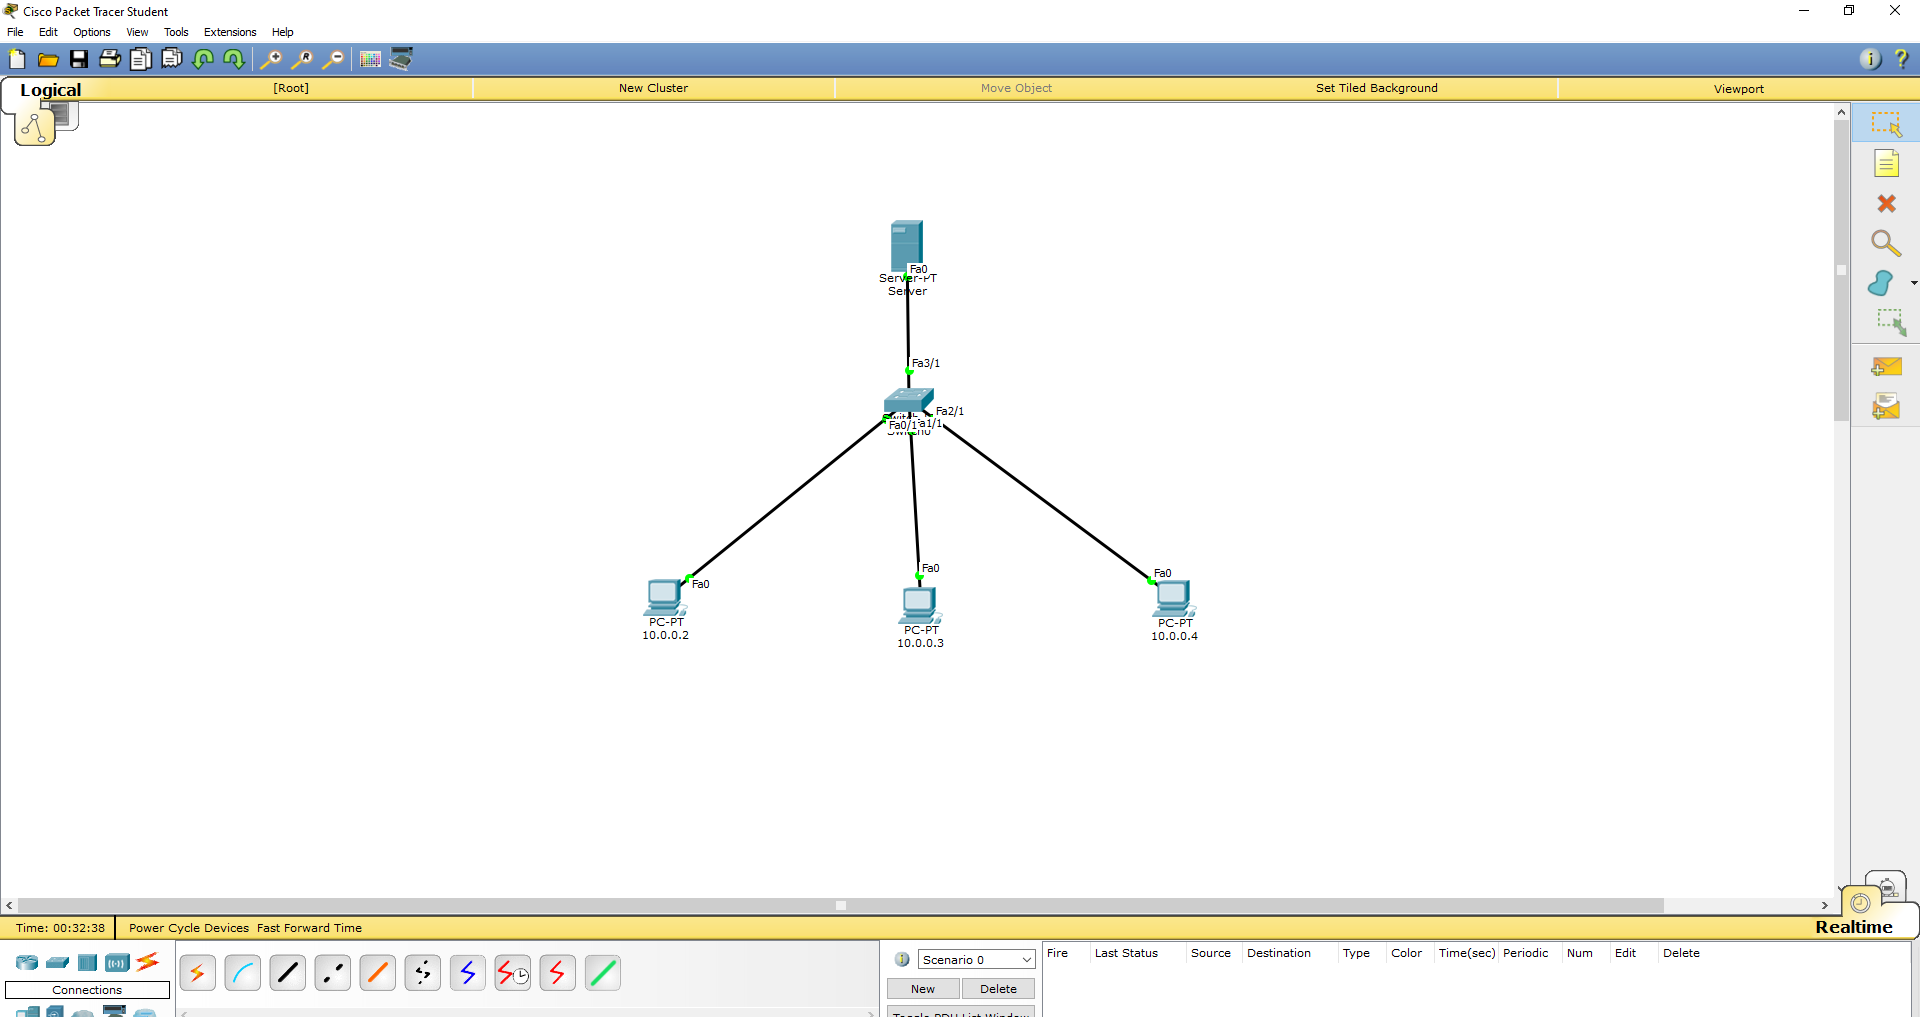 Cisco Packet Tracer Student
File Edit Options View Tools Extensions Help
Logical [Root] New Cluster Move Object Set Tiled Background Viewport
Fa0
Server-PT
Server
Fa3/1
Fa2/1
Fa0/1
Fa0
PC-PT
10.0.0.2
Fa0
PC-PT
10.0.0.3
Fa0
PC-PT
10.0.0.4
Time: 00:32:38 Power Cycle Devices Fast Forward Time
Realtime
Connections
Scenario 0
New Delete
Fire Last Status Source Destination Type Color Time(sec) Periodic Num Edit Delete